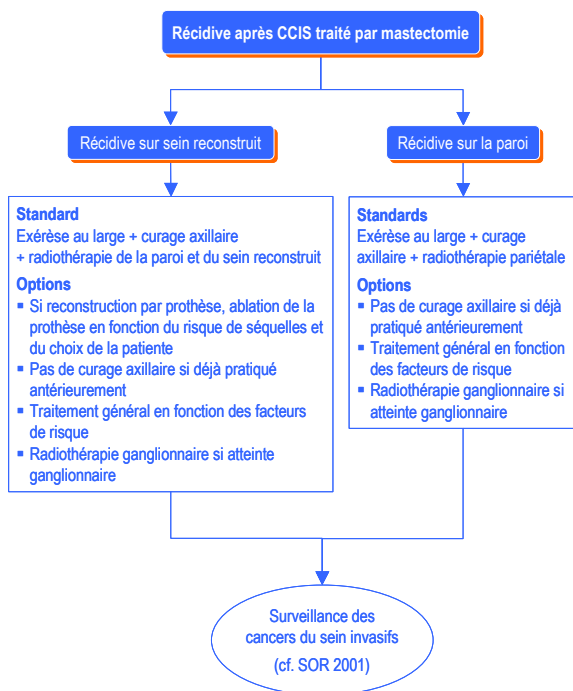 Récidive après CCIS traité par mastectomie
Récidive sur sein reconstruit
Récidive sur la paroi
Standard
Exérèse au large + curage axillaire
+ radiothérapie de la paroi et du sein reconstruit
Options
▪ Si reconstruction par prothèse, ablation de la
prothèse en fonction du risque de séquelles et
du choix de la patiente
▪ Pas de curage axillaire si déjà pratiqué
antérieurement
▪ Traitement général en fonction des facteurs
de risque
▪ Radiothérapie ganglionnaire si atteinte
ganglionnaire
Standards
Exérèse au large + curage
axillaire + radiothérapie pariétale
Options
▪ Pas de curage axillaire si déjà
pratiqué antérieurement
▪ Traitement général en fonction
des facteurs de risque
▪ Radiothérapie ganglionnaire si
atteinte ganglionnaire
Surveillance des
cancers du sein invasifs
(cf. SOR 2001)